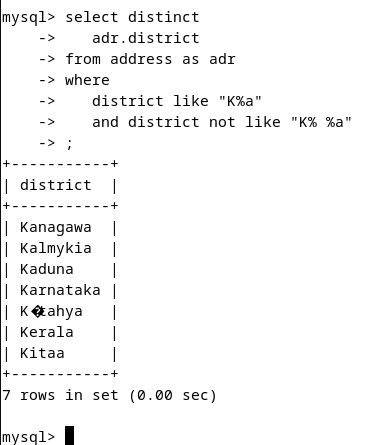 mysql> select distinct
    ->    adr.district
    -> from address as adr
    -> where
    ->    district like "K%a"
    ->    and district not like "K% %a"
    -> ;
+-----------+
| district  |
+-----------+
| Kanagawa  |
| Kalmykia  |
| Kaduna    |
| Karnataka |
| K�tahya   |
| Kerala    |
| Kitaa     |
+-----------+
7 rows in set (0.00 sec)
mysql>